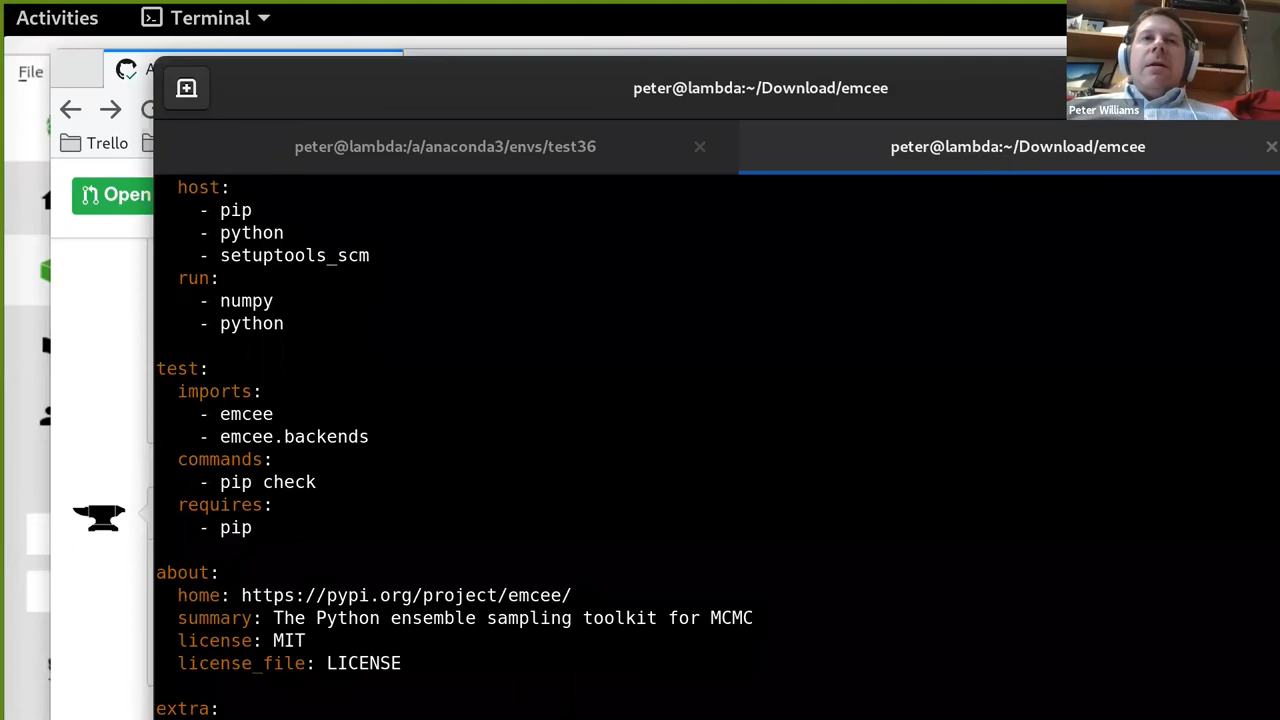 Activities
Terminal
File
peter@lambda:~/Download/emcee
Peter Williams
Trello
peter@lambda:/a/anaconda3/envs/test36
peter@lambda:~/Download/emcee
Open
host:
- pip
- python
- setuptools_scm
run:
- numpy
- python
test:
imports:
- emcee
- emcee.backends
commands:
- pip check
requires:
- pip
about:
home: https://pypi.org/project/emcee/
summary: The Python ensemble sampling toolkit for MCMC
license: MIT
license_file: LICENSE
extra: